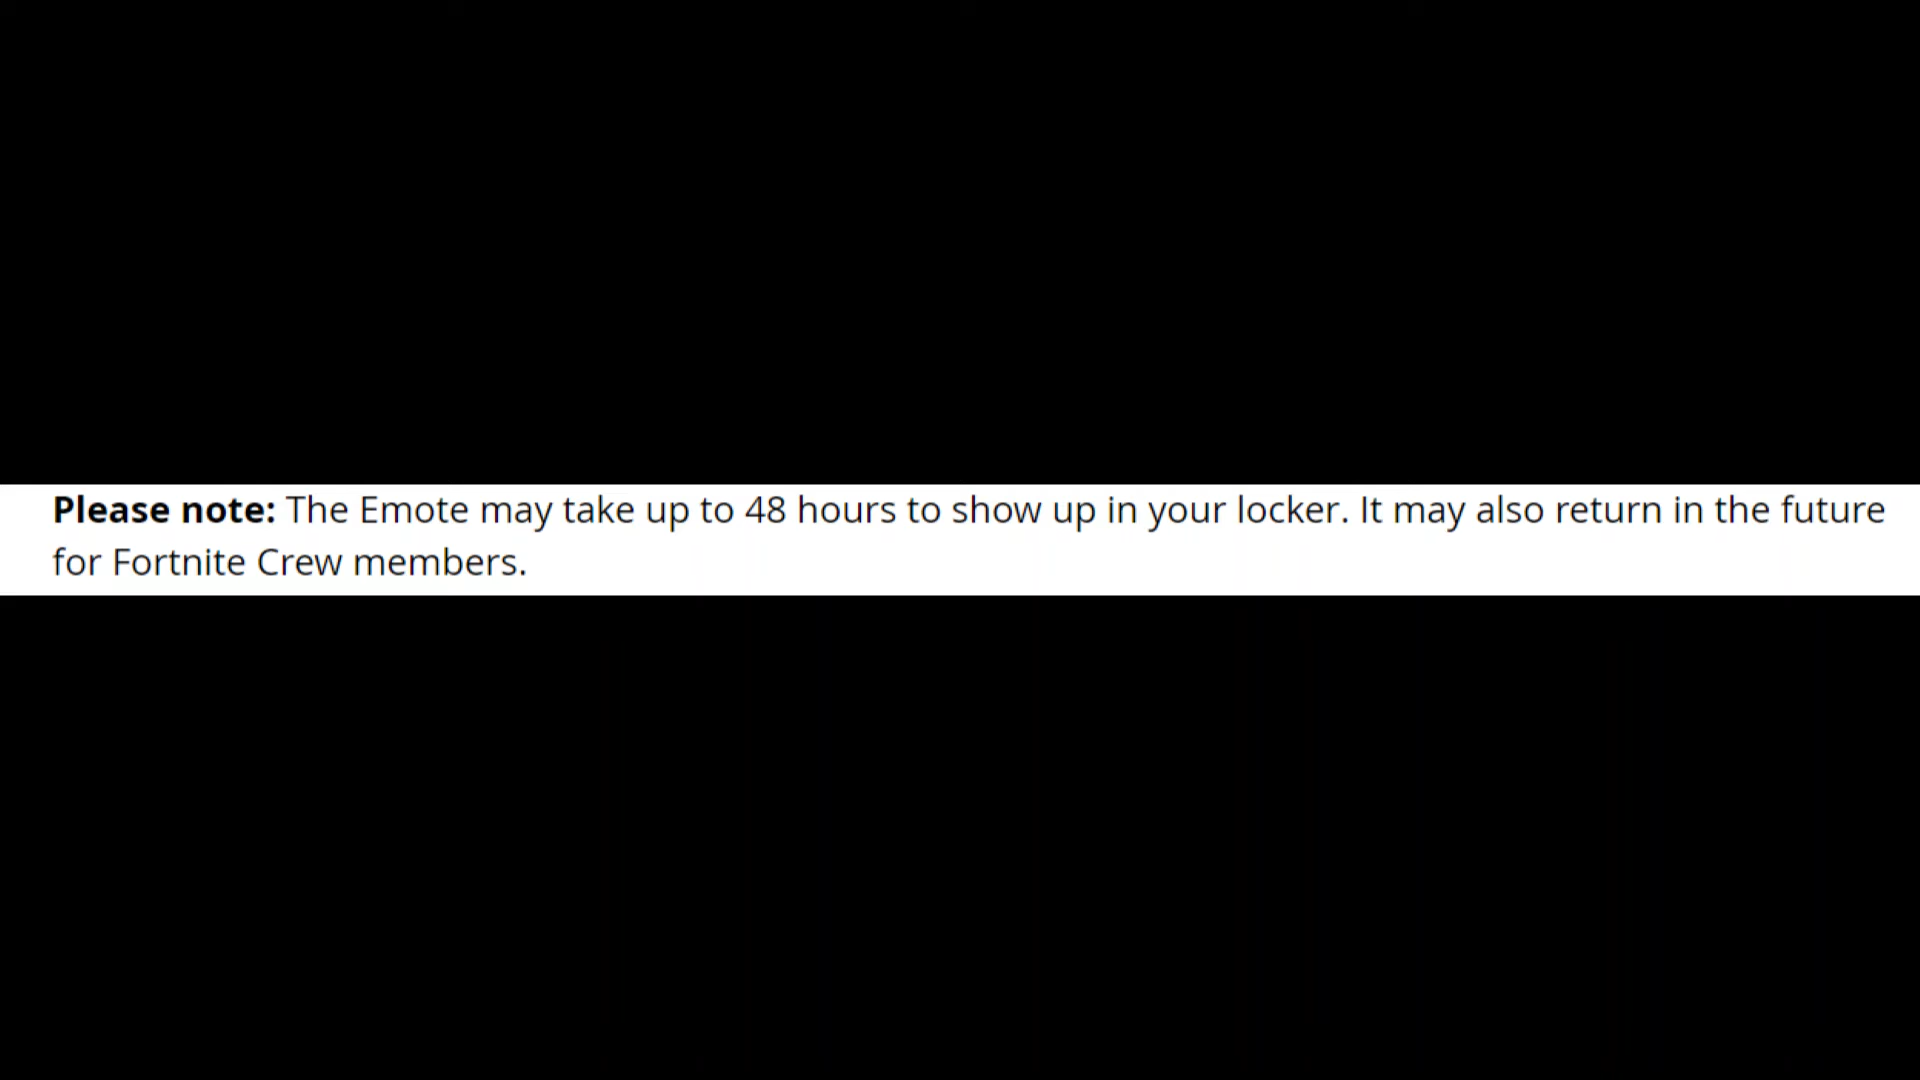 Please note: The Emote may take up to 48 hours to show up in your locker. It may also return in the future
for Fortnite Crew members.